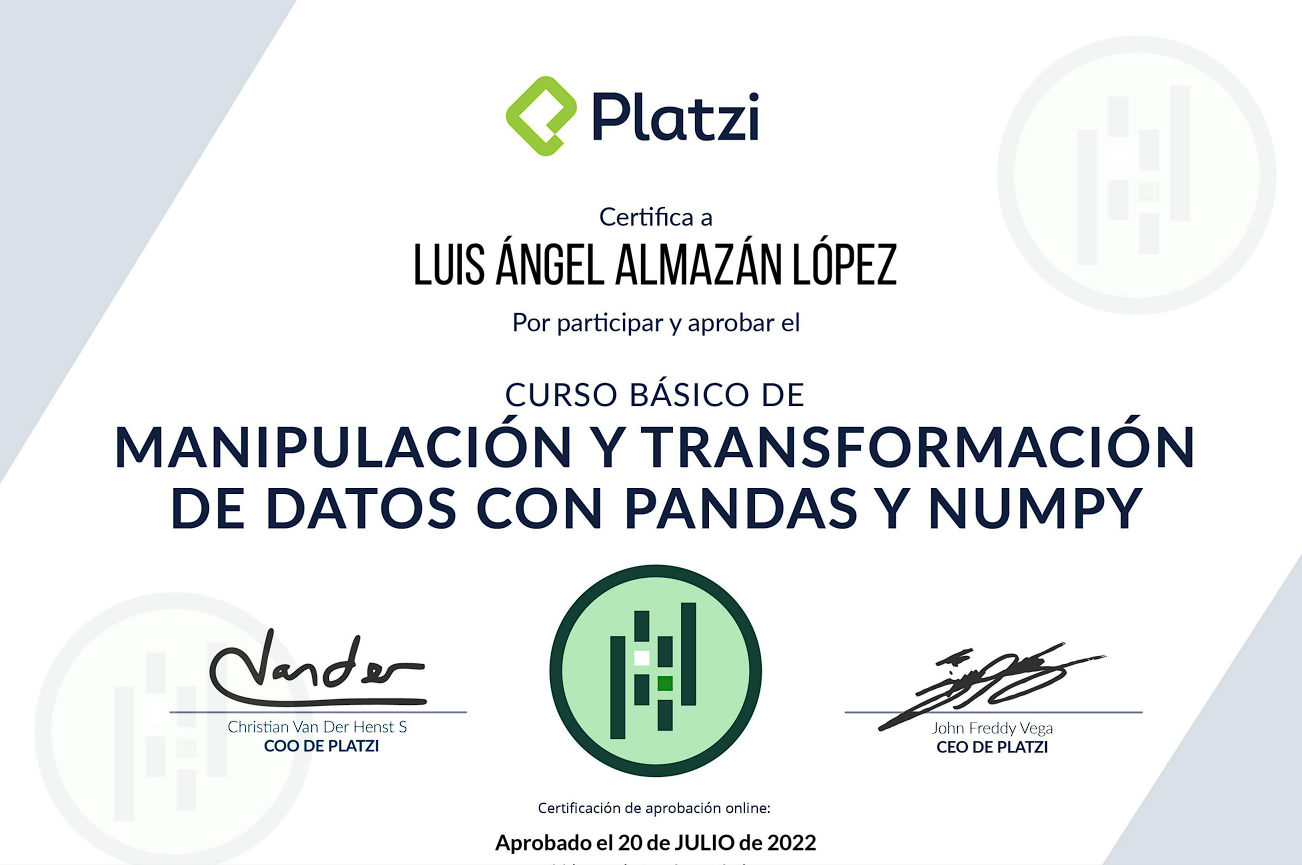 Platzi
Certifica a
LUIS ÁNGEL ALMAZÁN LÓPEZ
Por participar y aprobar el
CURSO BÁSICO DE
MANIPULACIÓN Y TRANSFORMACIÓN
DE DATOS CON PANDAS Y NUMPY
Vander
Christian Van Der Henst S
COO DE PLATZI
John Freddy Vega
CEO DE PLATZI
Certificación de aprobación online:
Aprobado el 20 de JULIO de 2022